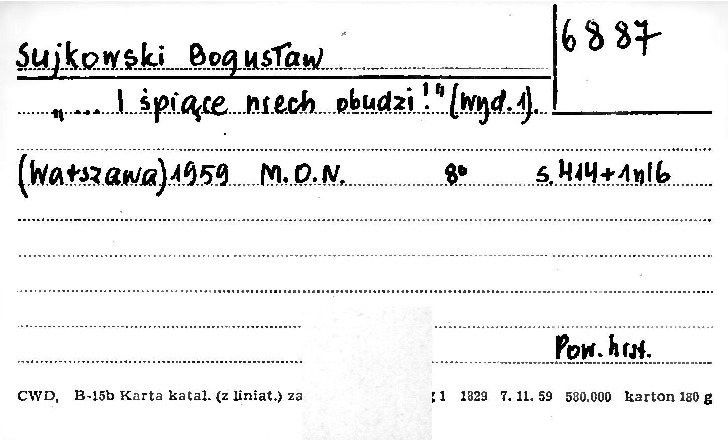 6887
Sujkowski Bogusław
"... I śpiące niech obudzi!" (Wyd. 1).
(Warszawa) 1959 M.O.N. 8° s. 414 + 1 nlb
Pow. hist.
CWD, B-15b Karta katal. (z liniat.) za 1 1829 7. 11. 59 580.000 karton 180 g